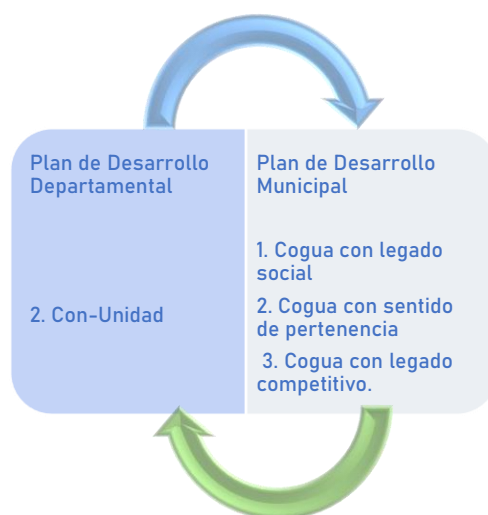 Plan de Desarrollo
Departamental
2. Con-Unidad
Plan de Desarrollo
Municipal
1. Cogua con legado
social
2. Cogua con sentido
de pertenencia
3. Cogua con legado
competitivo.